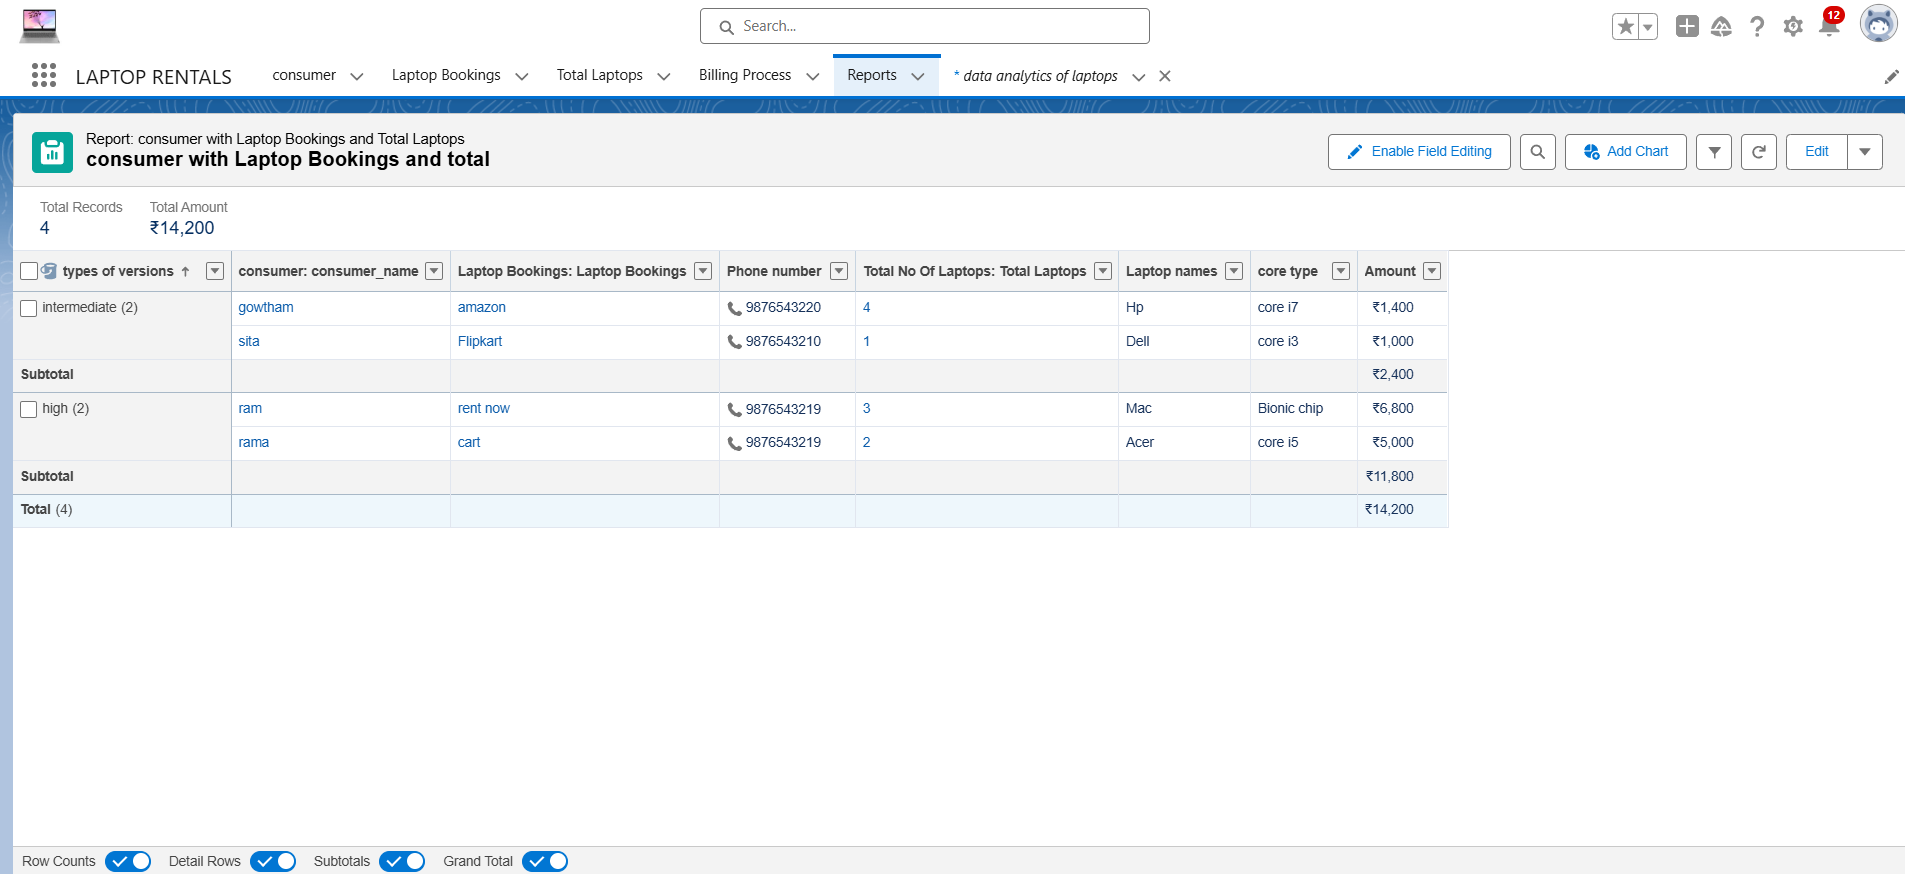 Search...
12
LAPTOP RENTALS
consumer
Laptop Bookings
Total Laptops
Billing Process
Reports
* data analytics of laptops
Report: consumer with Laptop Bookings and Total Laptops
consumer with Laptop Bookings and total
Enable Field Editing
Add Chart
Edit
Total Records Total Amount
4 ₹14,200
types of versions ↑ consumer: consumer_name Laptop Bookings: Laptop Bookings Phone number Total No Of Laptops: Total Laptops Laptop names core type Amount
intermediate (2) gowtham amazon 9876543220 4 Hp core i7 ₹1,400
sita Flipkart 9876543210 1 Dell core i3 ₹1,000
Subtotal ₹2,400
high (2) ram rent now 9876543219 3 Mac Bionic chip ₹6,800
rama cart 9876543219 2 Acer core i5 ₹5,000
Subtotal ₹11,800
Total (4) ₹14,200
Row Counts Detail Rows Subtotals Grand Total